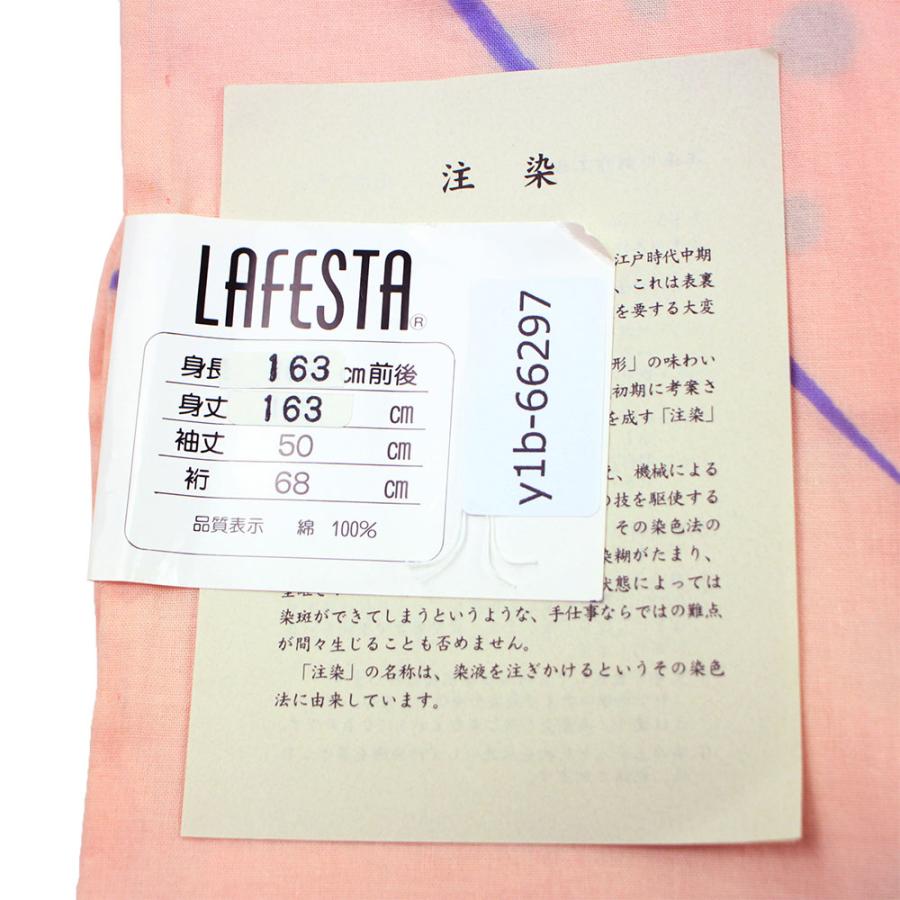 注 染
江戸時代中期
、これは表裏
を要する大変
形」の味わい
初期に考案さ
を成す「注染」
、機械による
の技を駆使する
、その染色法の
染糊がたまり、
状態によっては
染斑ができてしまうというような、手仕事ならではの難点
が間々生じることも否めません。
「注染」の名称は、染液を注ぎかけるというその染色
法に由来しています。
LAFESTA®
身長 163 cm前後
身丈 163 cm
袖丈 50 cm
裄 68 cm
品質表示 綿 100%
y1b-66297